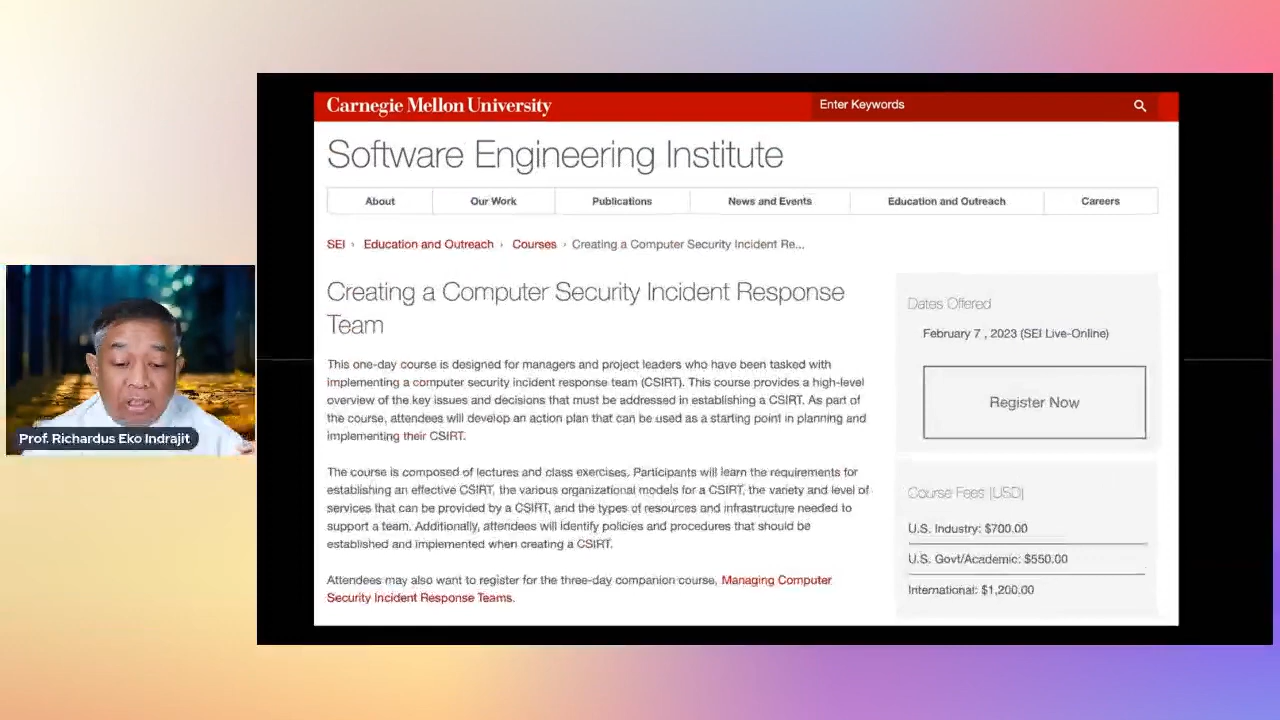 Carnegie Mellon University
Enter Keywords
Software Engineering Institute
About
Our Work
Publications
News and Events
Education and Outreach
Careers
SEI › Education and Outreach › Courses › Creating a Computer Security Incident Re...
Creating a Computer Security Incident Response
Team
This one-day course is designed for managers and project leaders who have been tasked with
implementing a computer security incident response team (CSIRT). This course provides a high-level
overview of the key issues and decisions that must be addressed in establishing a CSIRT. As part of
the course, attendees will develop an action plan that can be used as a starting point in planning and
implementing their CSIRT.
The course is composed of lectures and class exercises. Participants will learn the requirements for
establishing an effective CSIRT, the various organizational models for a CSIRT, the variety and level of
services that can be provided by a CSIRT, and the types of resources and infrastructure needed to
support a team. Additionally, attendees will identify policies and procedures that should be
established and implemented when creating a CSIRT.
Attendees may also want to register for the three-day companion course, Managing Computer
Security Incident Response Teams.
Dates Offered
February 7 , 2023 (SEI Live-Online)
Register Now
Course Fees [USD]
U.S. Industry: $700.00
U.S. Govt/Academic: $550.00
International: $1,200.00
Prof. Richardus Eko Indrajit